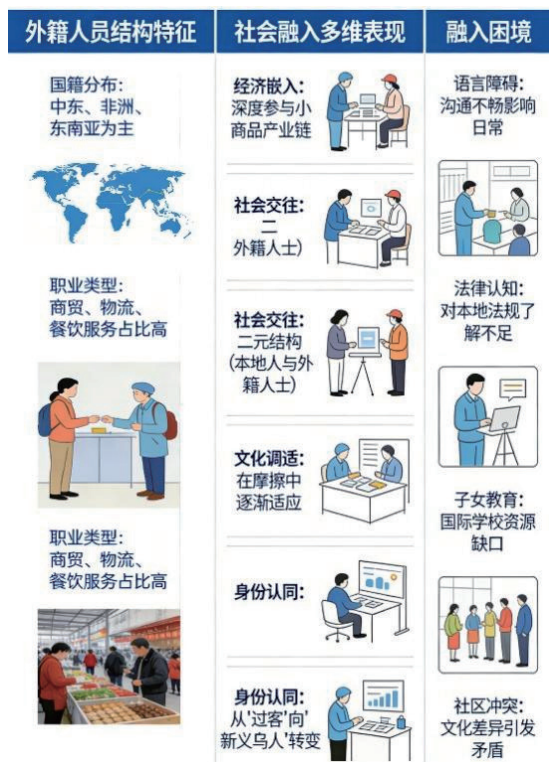 外籍人员结构特征
国籍分布：
中东、非洲、
东南亚为主
职业类型：
商贸、物流、
餐饮服务占比高
职业类型：
商贸、物流、
餐饮服务占比高
社会融入多维表现
经济嵌入：
深度参与小
商品产业链
社会交往：
二
外籍人士）
社会交往：
二元结构
（本地人与外
籍人士）
文化调适：
在摩擦中
逐渐适应
身份认同：
身份认同：
从'过客'向'
新义乌人'转变
融入困境
语言障碍：
沟通不畅影响
日常
法律认知：
对本地法规了
解不足
子女教育：
国际学校资源
缺口
社区冲突：
文化差异引发
矛盾